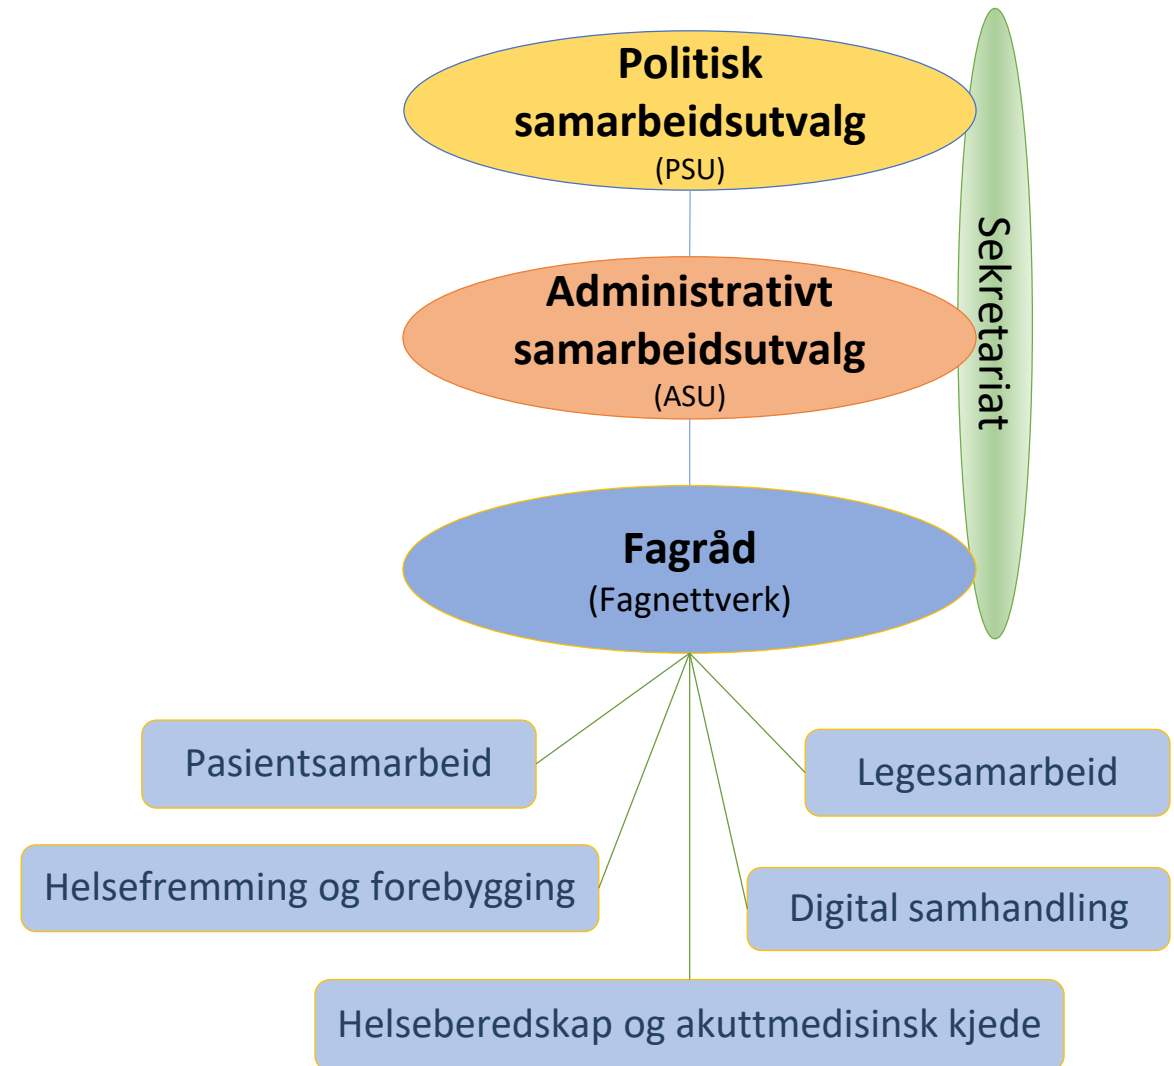 Politisk
samarbeidsutvalg
(PSU)
Sekretariat
Administrativt
samarbeidsutvalg
(ASU)
Fagråd
(Fagnettverk)
Pasientsamarbeid
Legesamarbeid
Helsefremming og forebygging
Digital samhandling
Helseberedskap og akuttmedisinsk kjede